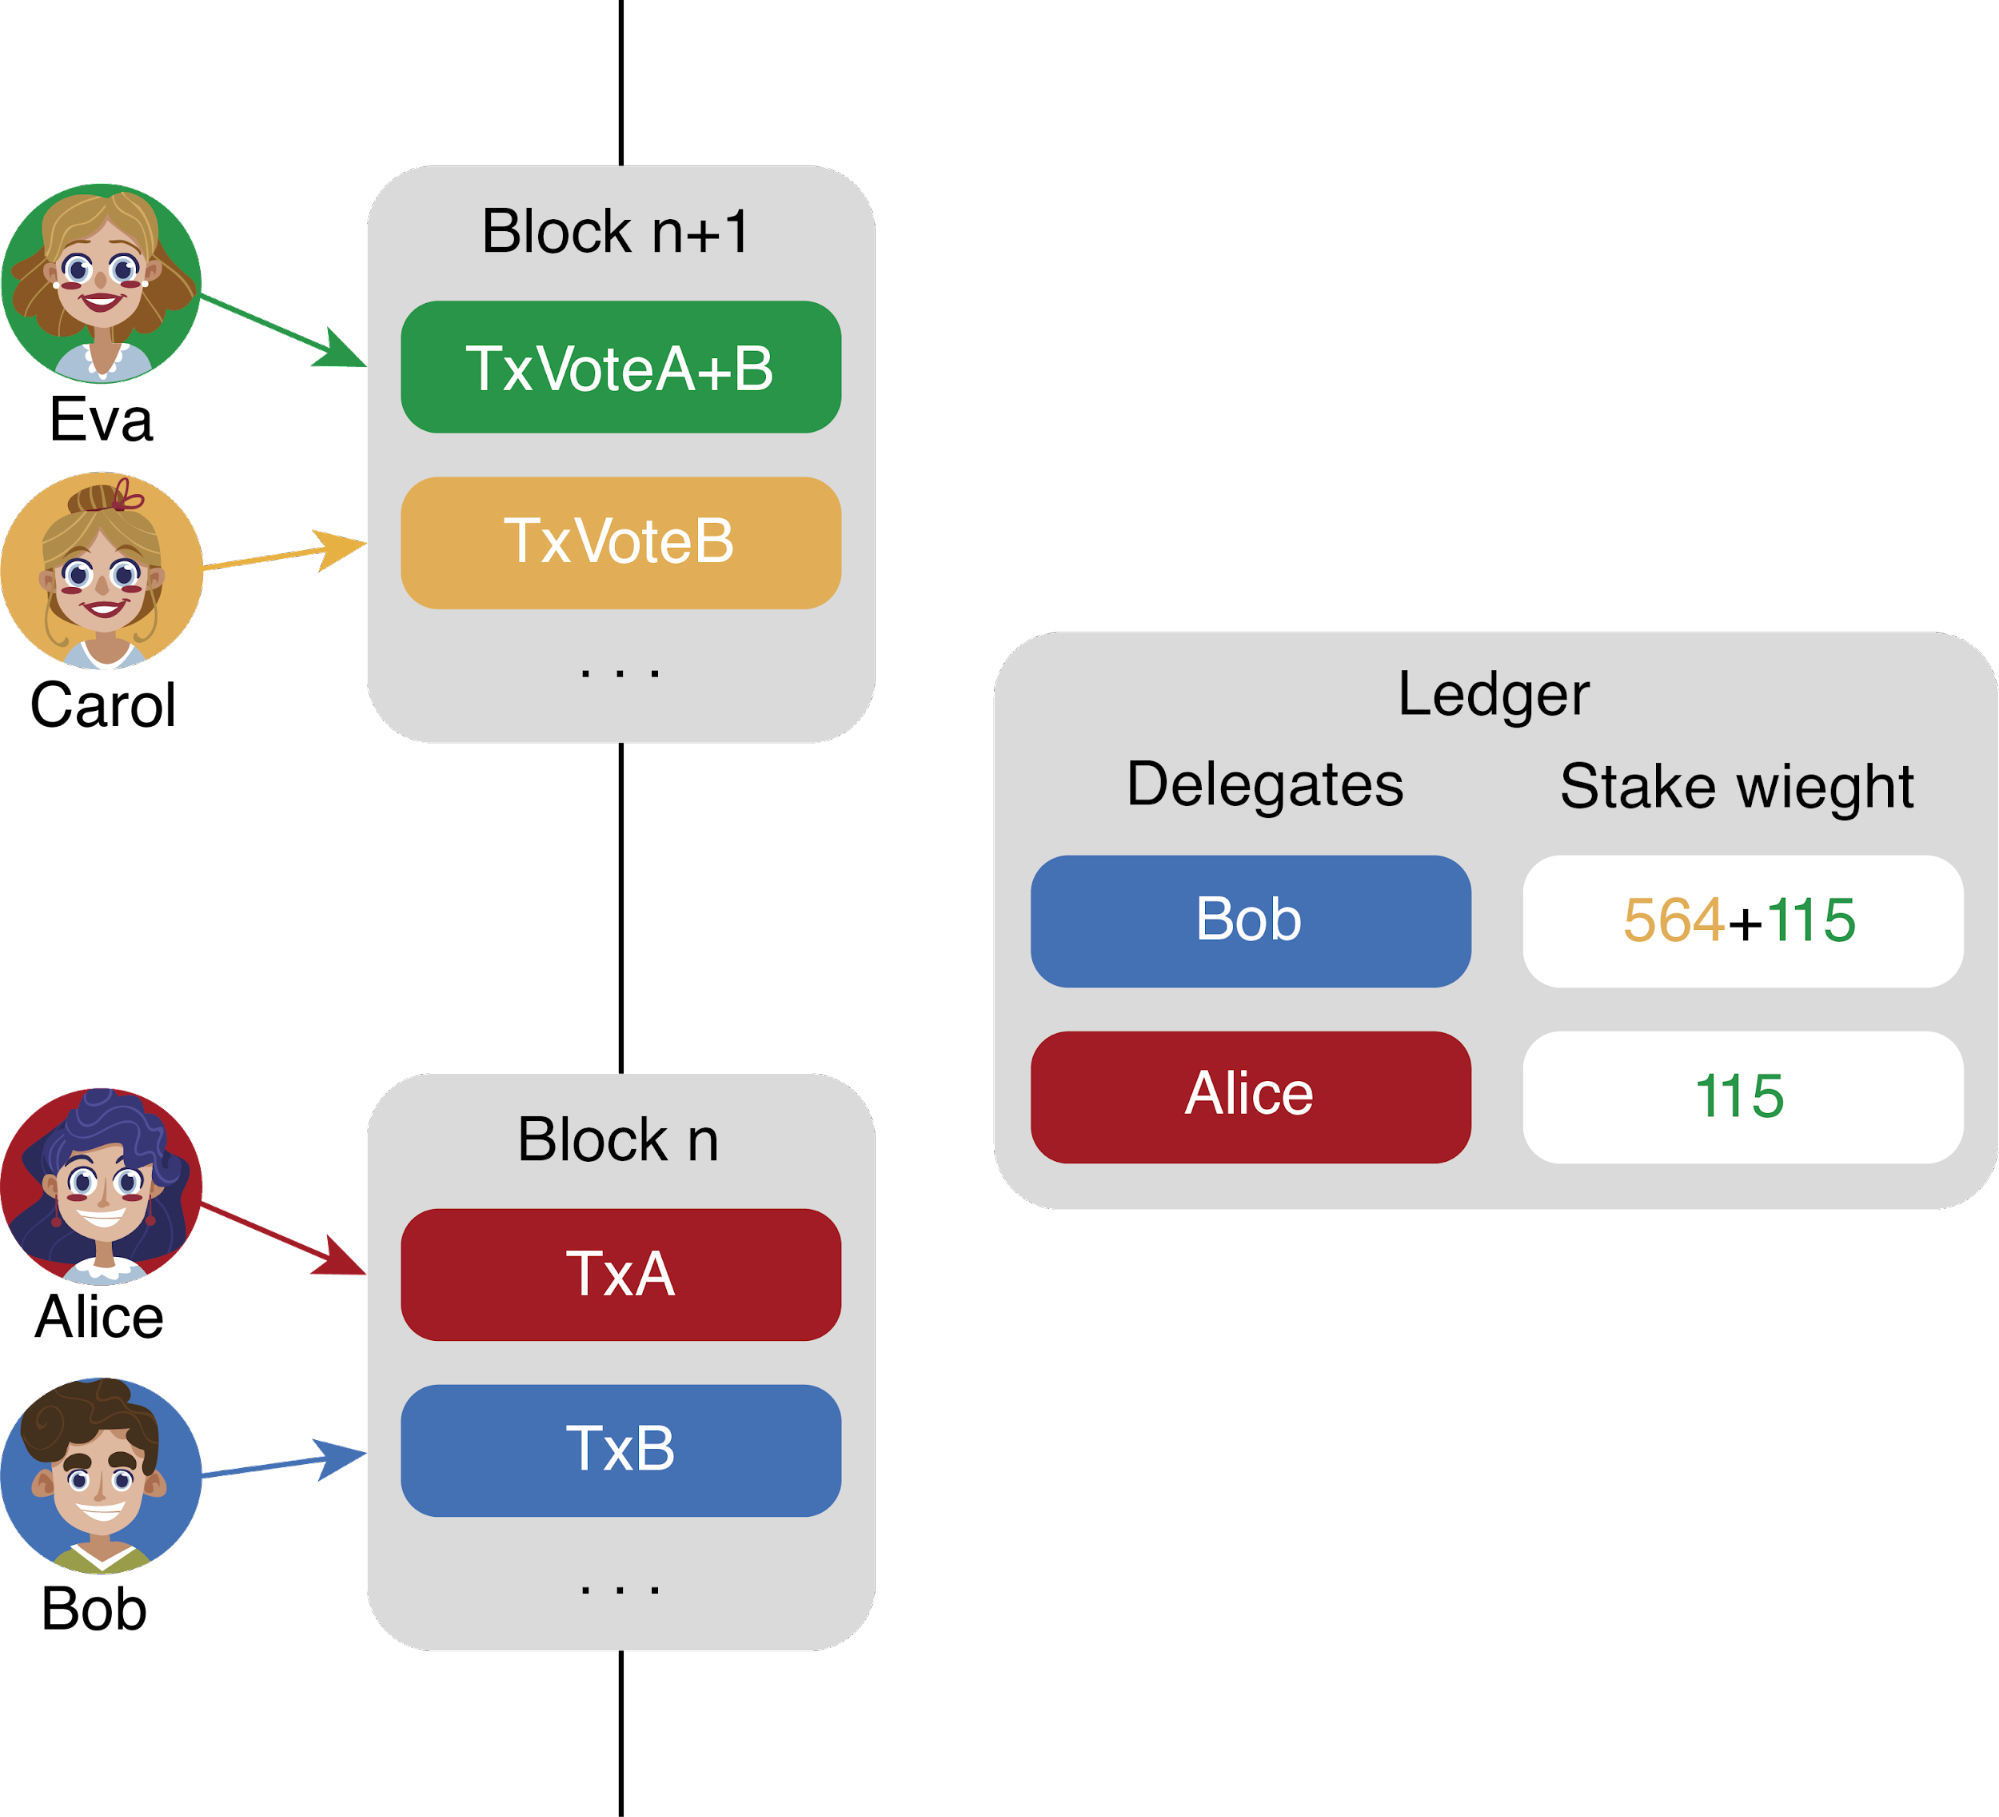 Block n+1
TxVoteA+B
Eva
TxVoteB
Carol
. . .
Ledger
Delegates Stake wieght
Bob 564+115
Alice 115
Block n
TxA
Alice
TxB
Bob
. . .